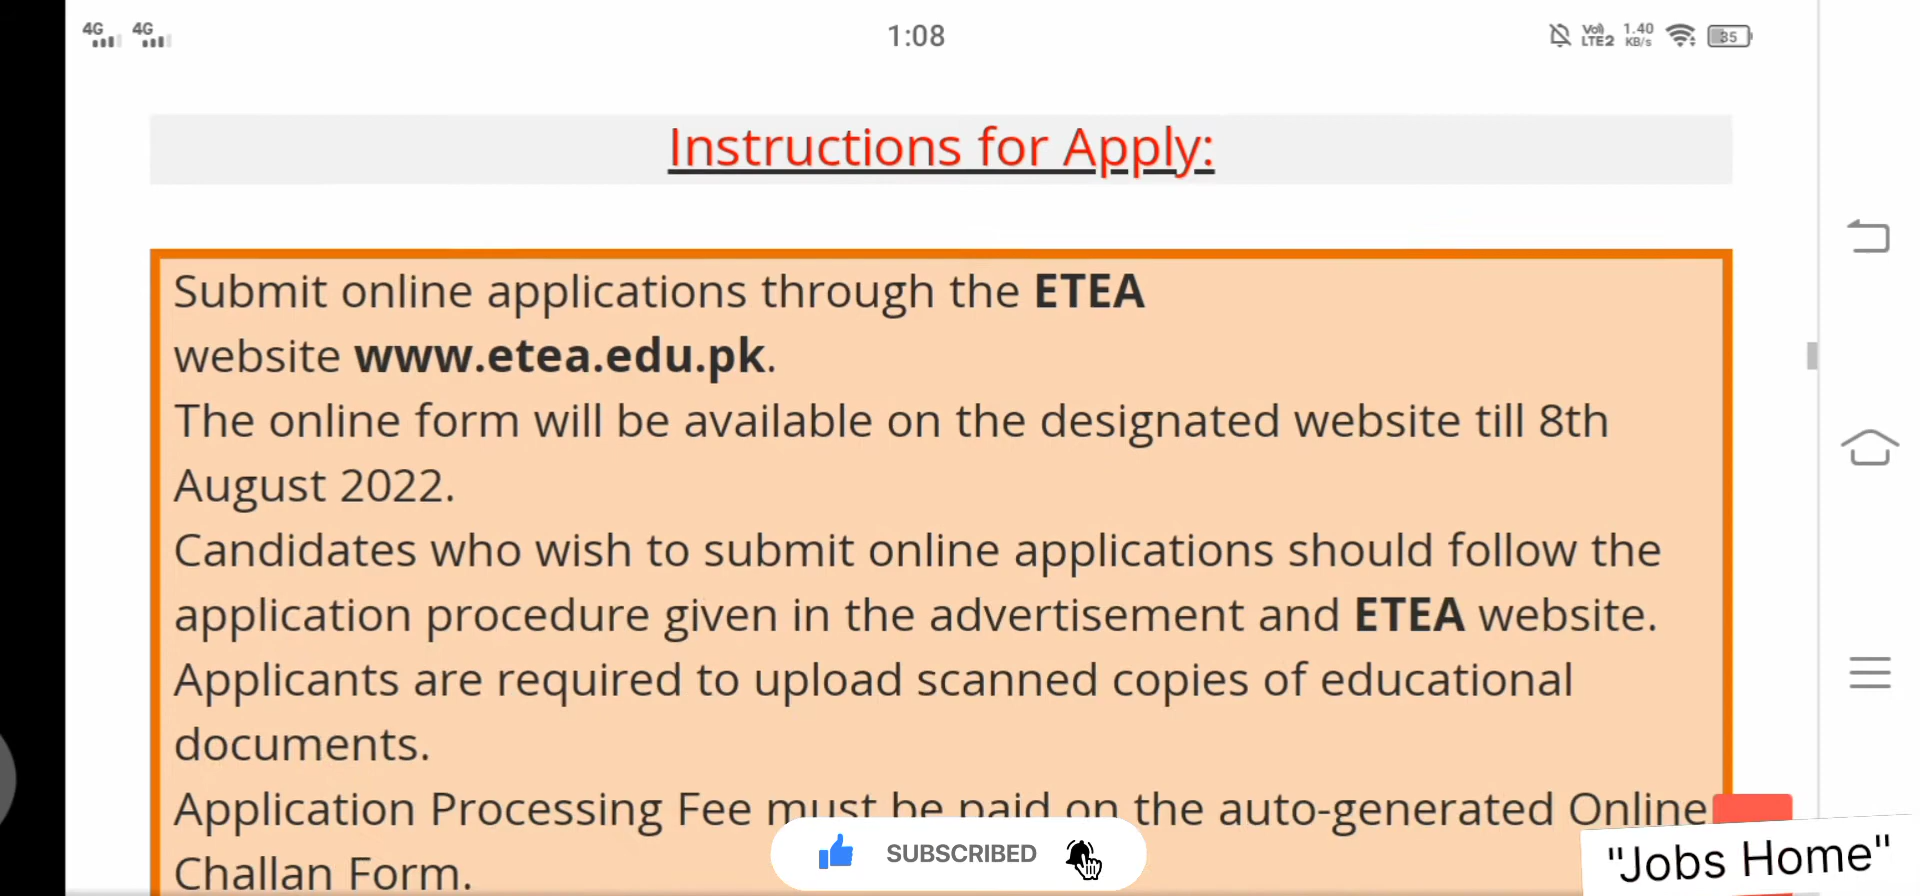 4G 4G 1:08 Vo) LTE2 1.40 KB/s 35
Instructions for Apply:
Submit online applications through the ETEA
website www.etea.edu.pk.
The online form will be available on the designated website till 8th
August 2022.
Candidates who wish to submit online applications should follow the
application procedure given in the advertisement and ETEA website.
Applicants are required to upload scanned copies of educational
documents.
Application Processing Fee must be paid on the auto-generated Online
Challan Form.
SUBSCRIBED
"Jobs Home"